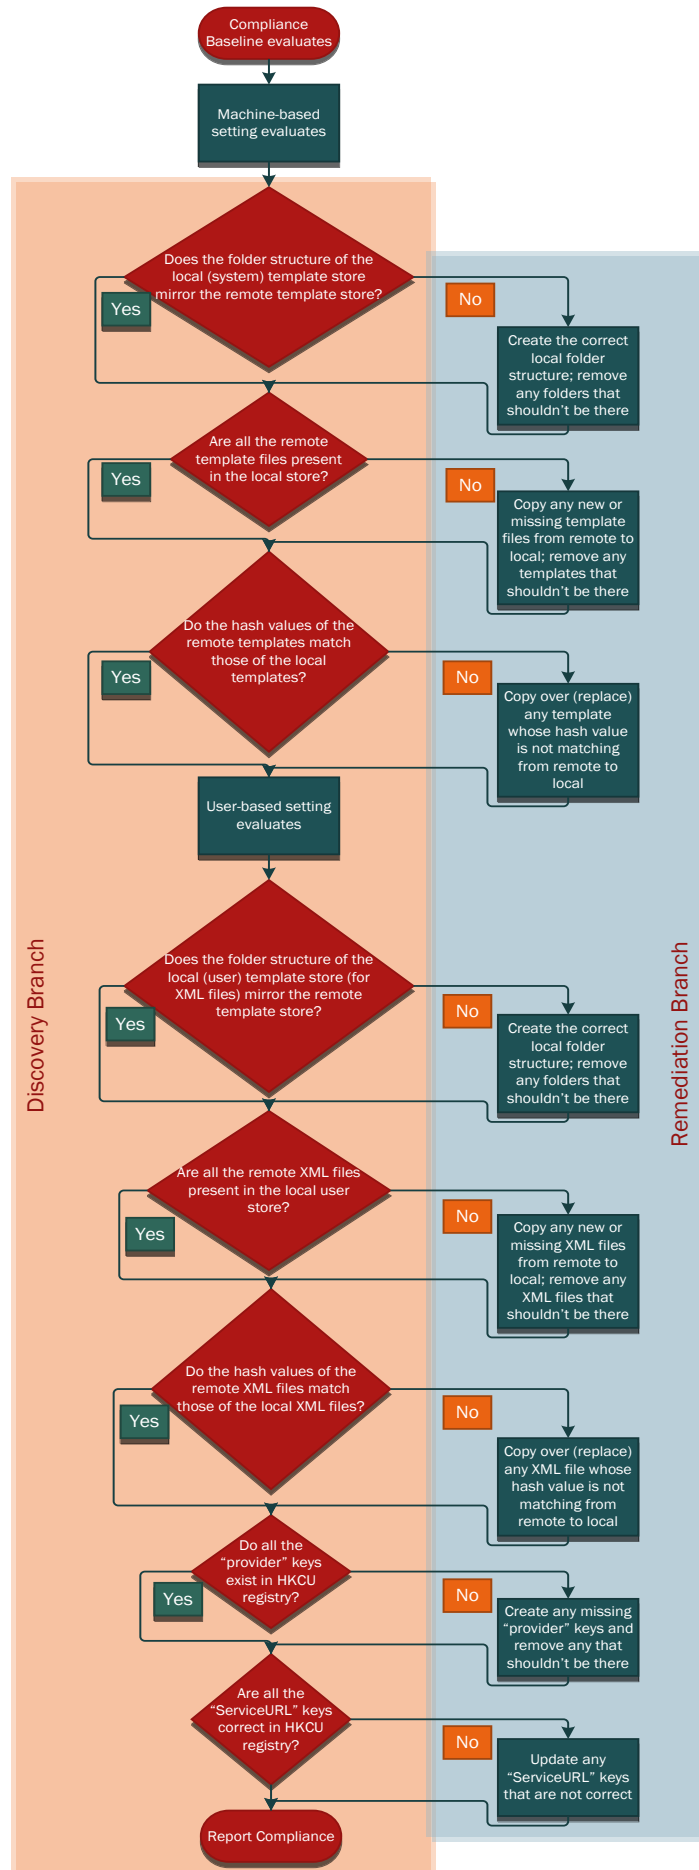 Compliance
Baseline evaluates
Machine-based
setting evaluates
Does the folder structure of the
local (system) template store
mirror the remote template store?
Yes
No
Create the correct
local folder
structure; remove
any folders that
shouldn't be there
Are all the remote
template files present
in the local store?
Yes
No
Copy any new or
missing template
files from remote to
local; remove any
templates that
shouldn't be there
Do the hash values of the
remote templates match
those of the local
templates?
Yes
No
Copy over (replace)
any template
whose hash value
is not matching
from remote to
local
User-based setting
evaluates
Discovery Branch
Remediation Branch
Does the folder structure of the
local (user) template store (for
XML files) mirror the remote
template store?
Yes
No
Create the correct
local folder
structure; remove
any folders that
shouldn't be there
Are all the remote XML files
present in the local user
store?
Yes
No
Copy any new or
missing XML files
from remote to
local; remove any
XML files that
shouldn't be there
Do the hash values of the
remote XML files match
those of the local XML files?
Yes
No
Copy over (replace)
any XML file whose
hash value is not
matching from
remote to local
Do all the
“provider” keys
exist in HKCU
registry?
Yes
No
Create any missing
“provider” keys and
remove any that
shouldn't be there
Are all the
“ServiceURL” keys
correct in HKCU
registry?
No
Update any
“ServiceURL” keys
that are not correct
Report Compliance